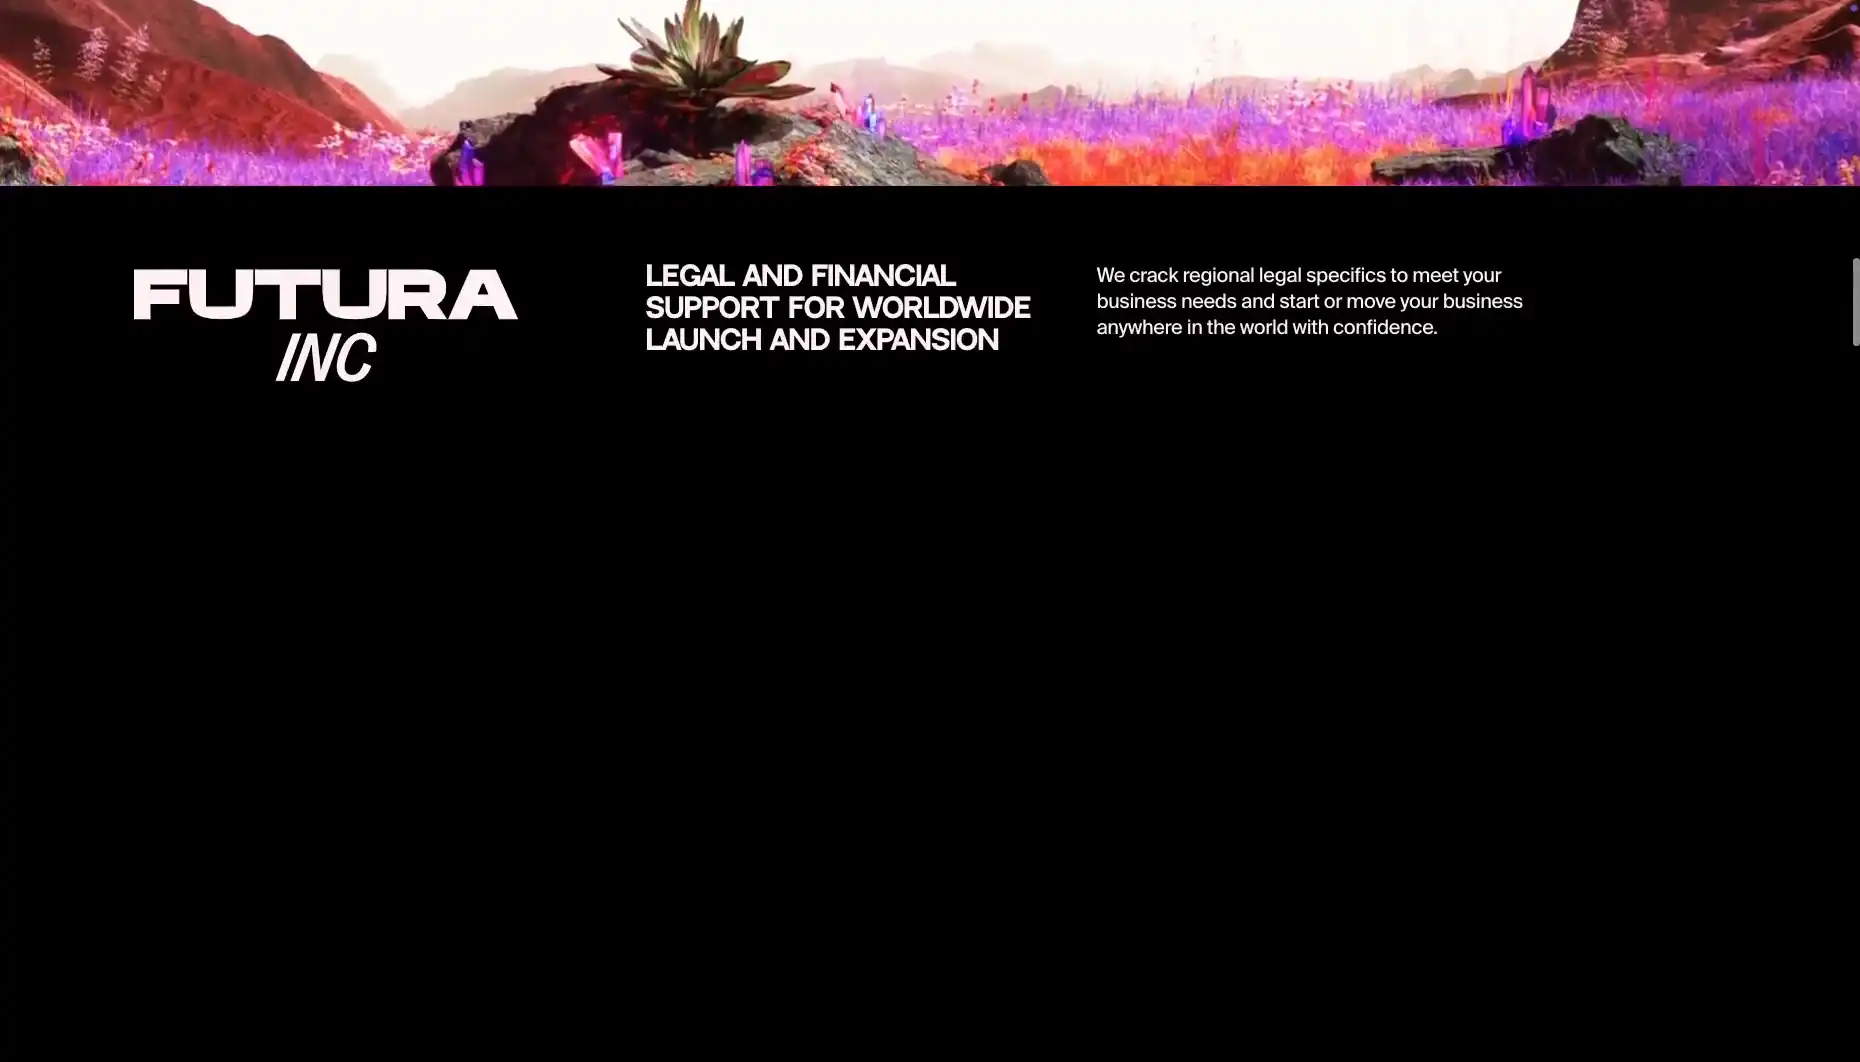 FUTURA
INC
LEGAL AND FINANCIAL
SUPPORT FOR WORLDWIDE
LAUNCH AND EXPANSION
We crack regional legal specifics to meet your
business needs and start or move your business
anywhere in the world with confidence.